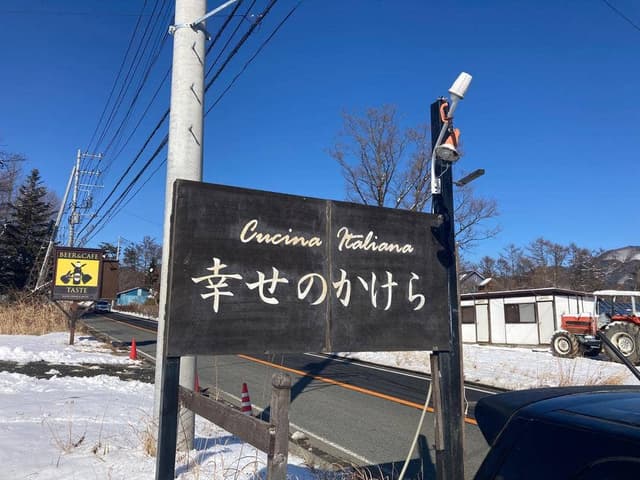 Cucina Italiana
幸せのかけら
BEER&CAFE
TASTE